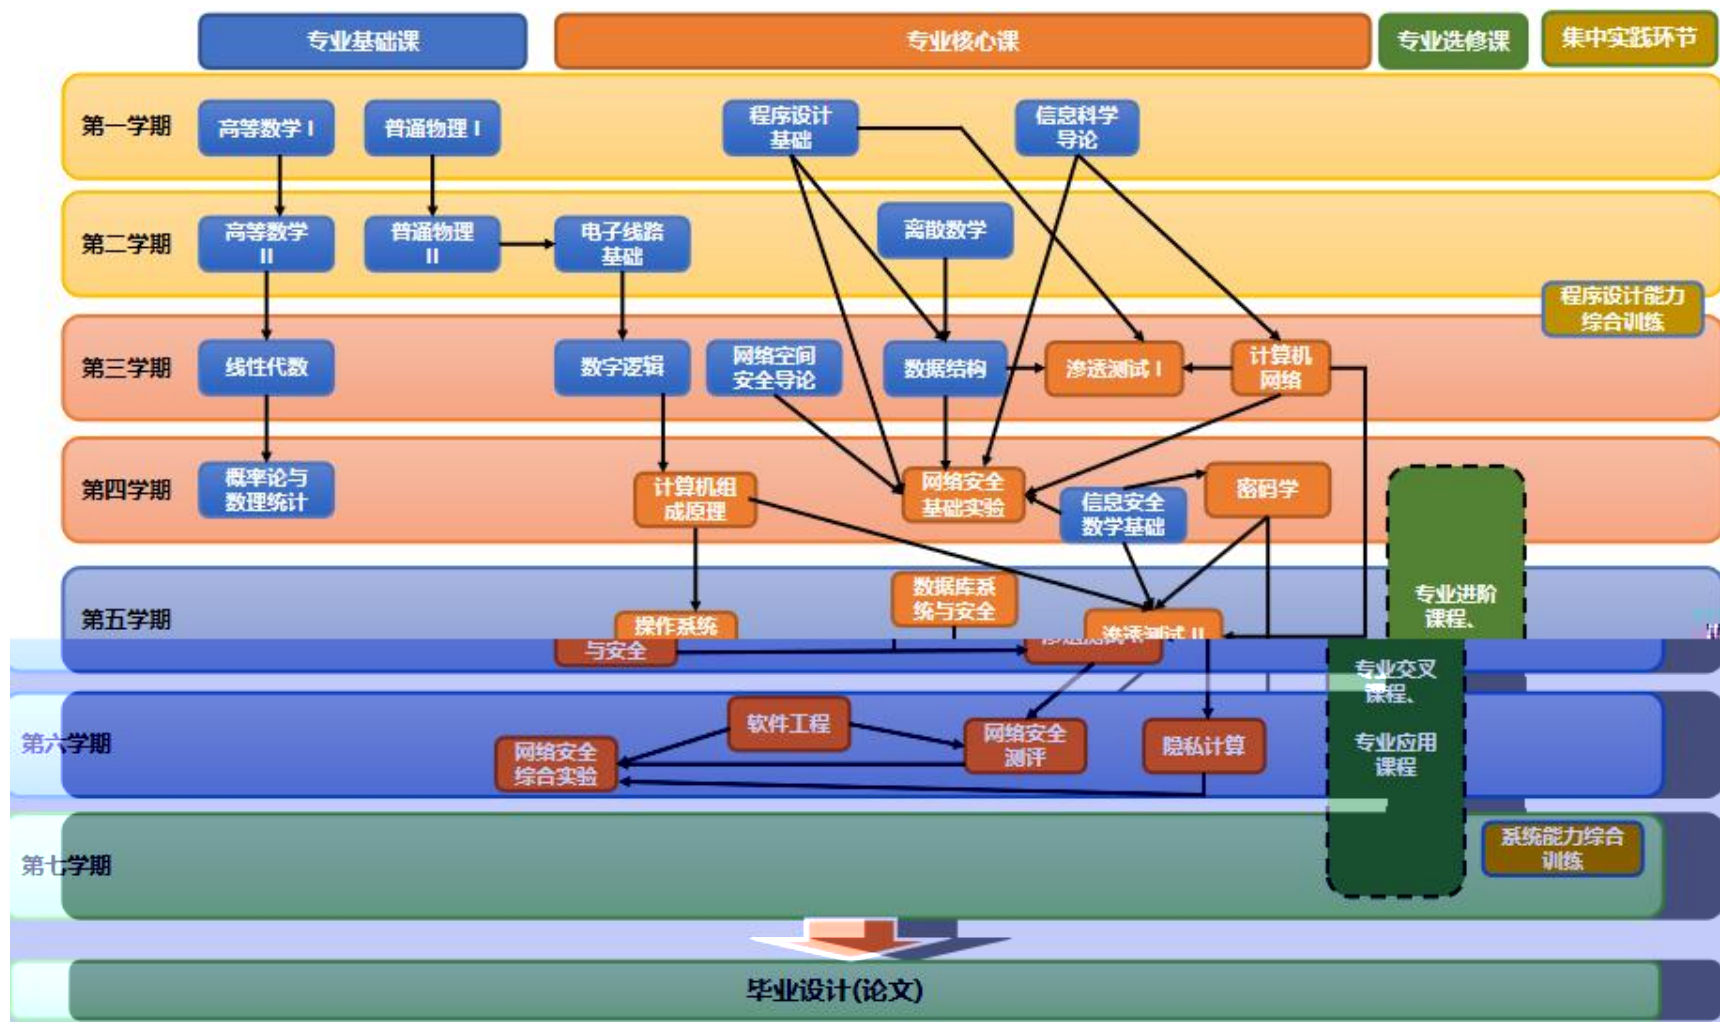 专业基础课
专业核心课
专业选修课
集中实践环节
第一学期
高等数学 I
普通物理 I
程序设计
基础
信息科学
导论
第二学期
高等数学
II
普通物理
II
电子线路
基础
离散数学
程序设计能力
综合训练
第三学期
线性代数
数字逻辑
网络空间
安全导论
数据结构
渗透测试 I
计算机
网络
第四学期
概率论与
数理统计
计算机组
成原理
网络安全
基础实验
信息安全
数学基础
密码学
第五学期
操作系统
与安全
数据库系
统与安全
渗透测试 II
专业进阶
课程、
专业交叉
课程、
专业应用
课程
第六学期
网络安全
综合实验
软件工程
网络安全
测评
隐私计算
第七学期
系统能力综合
训练
毕业设计(论文)